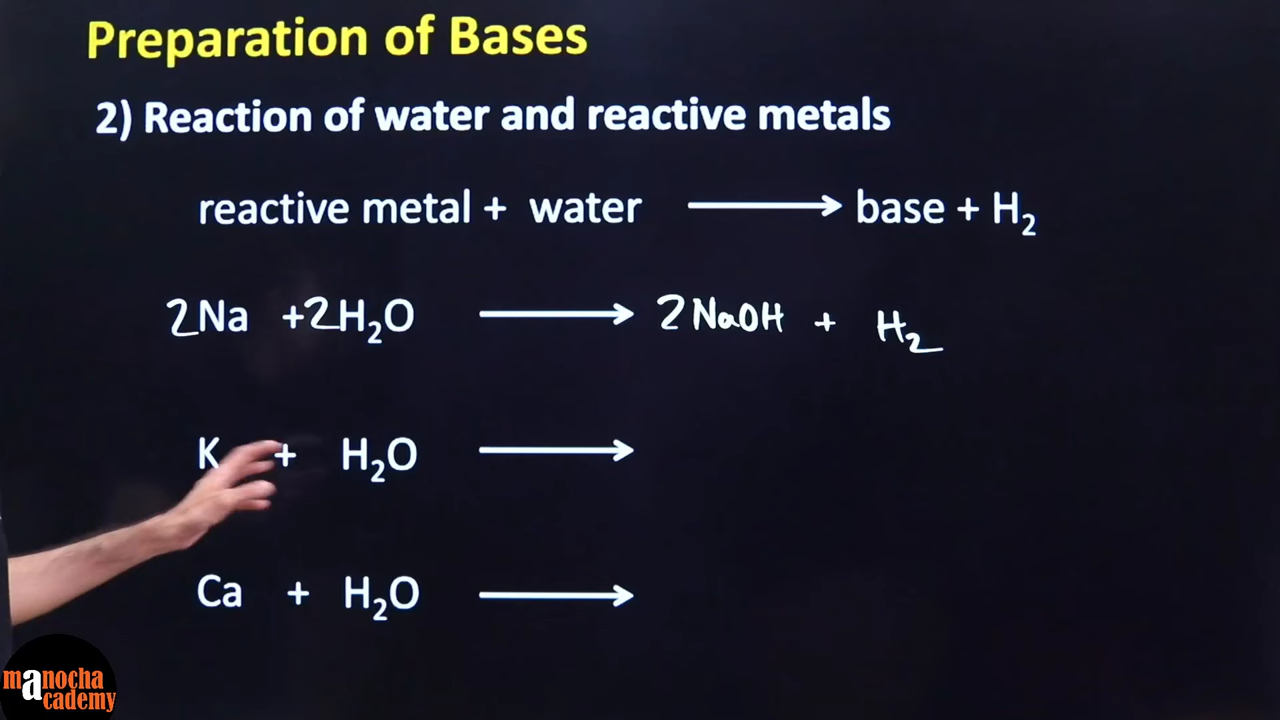 Preparation of Bases
2) Reaction of water and reactive metals
reactive metal + water ⟶ base + H₂
2Na +2H₂O ⟶ 2NaOH + H₂
K + H₂O ⟶
Ca + H₂O ⟶
manocha
academy